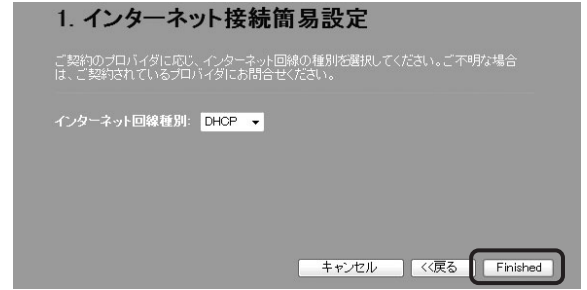 1. インターネット接続簡易設定
ご契約のプロバイダに応じ、インターネット回線の種別を選択してください。ご不明な場合
は、ご契約されているプロバイダにお問合せください。
インターネット回線種別: DHCP
キャンセル <<戻る Finished